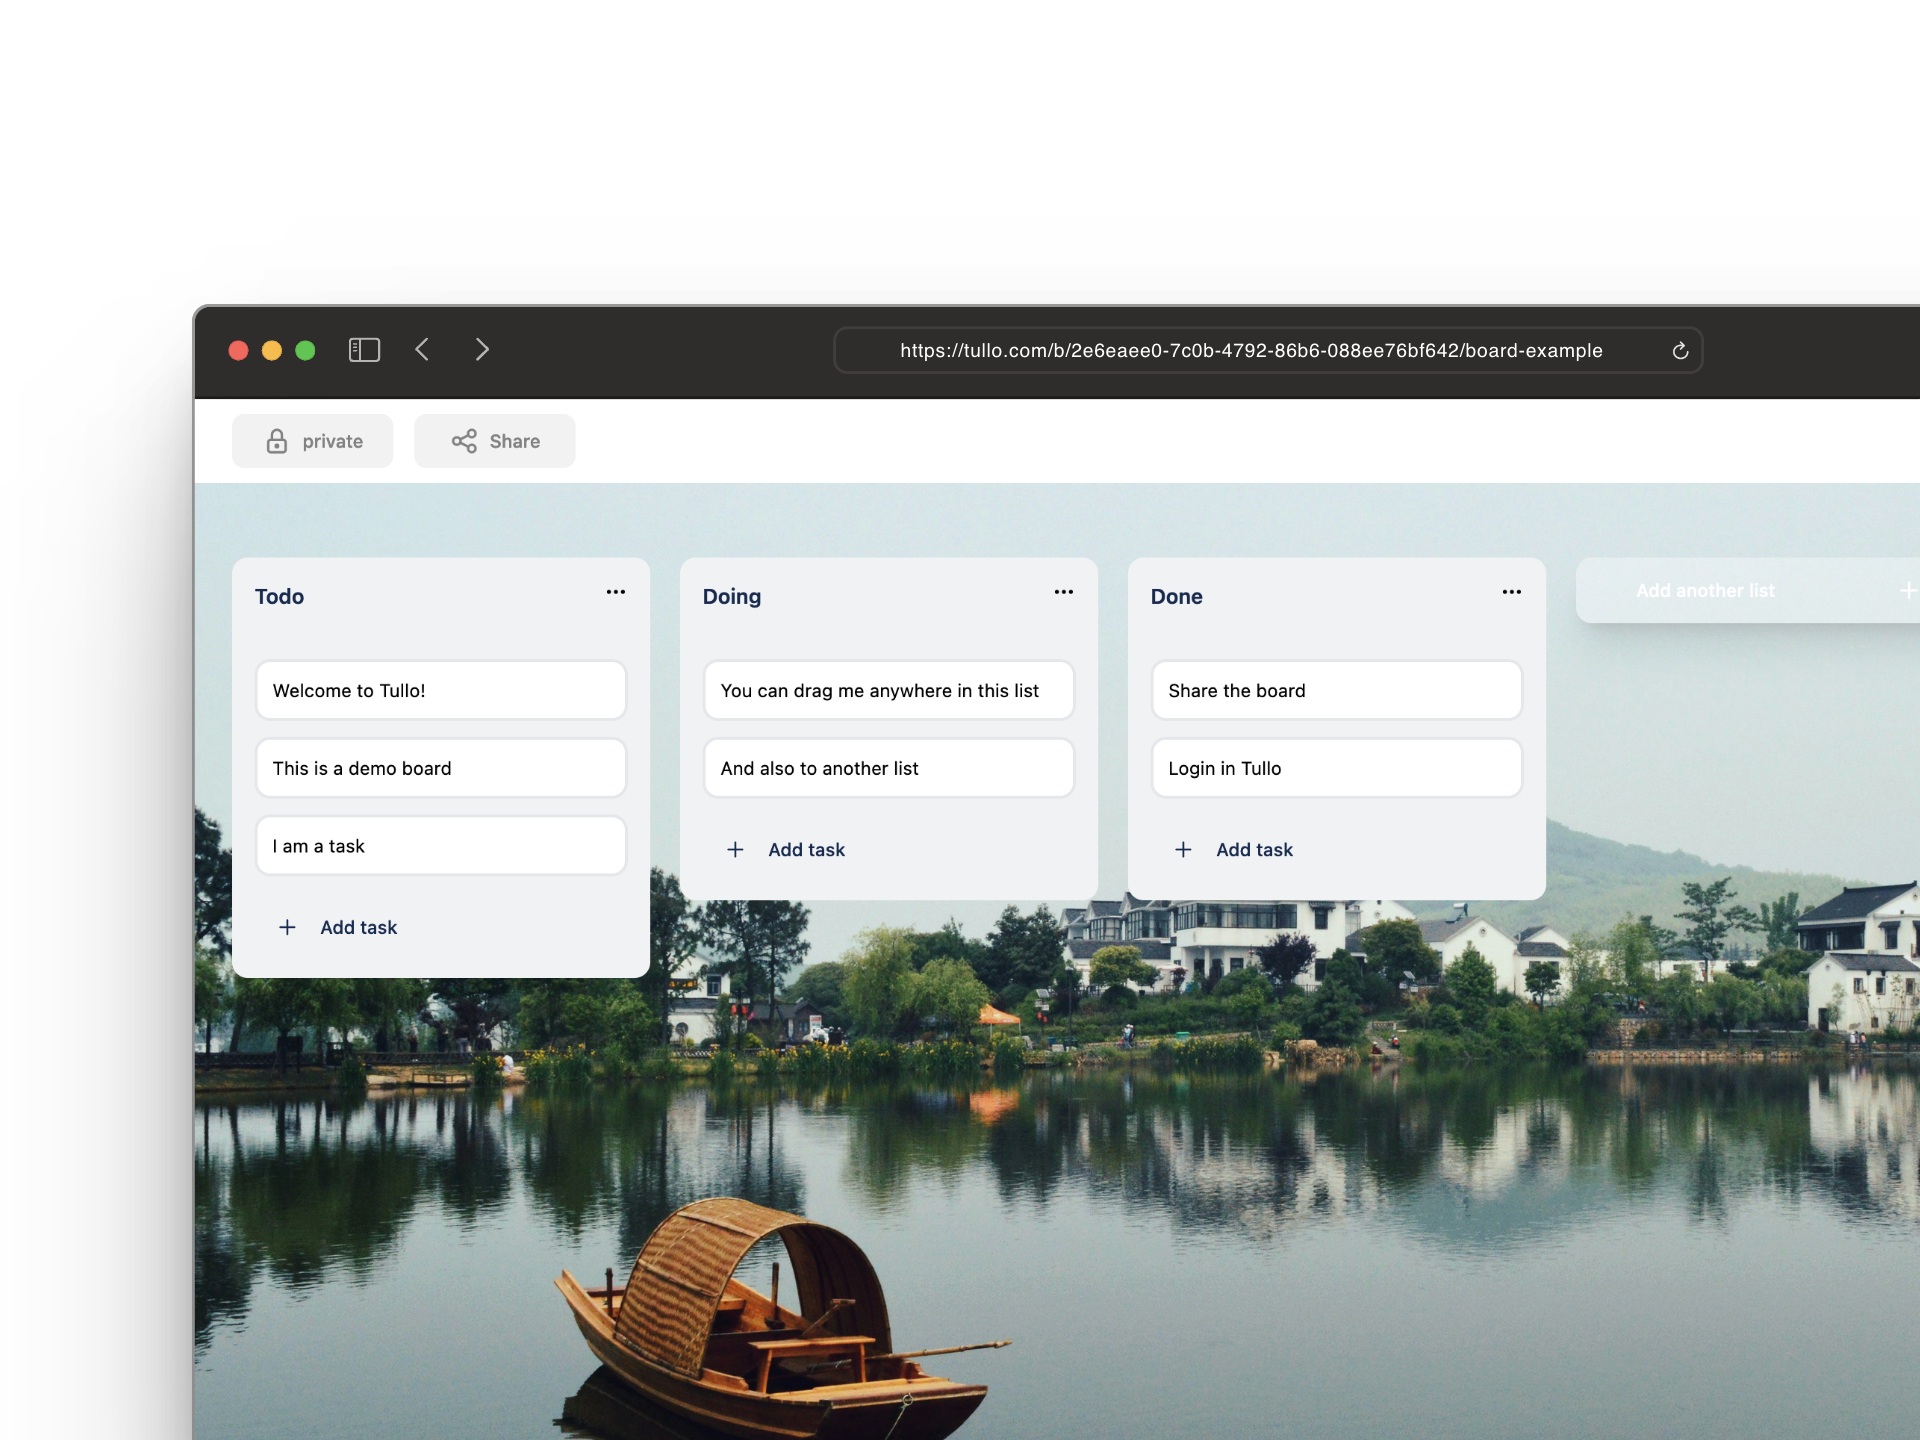 https://tullo.com/b/2e6eaee0-7c0b-4792-86b6-088ee76bf642/board-example
private
Share
Todo
Welcome to Tullo!
This is a demo board
I am a task
Add task
Doing
You can drag me anywhere in this list
And also to another list
Add task
Done
Share the board
Login in Tullo
Add task
Add another list